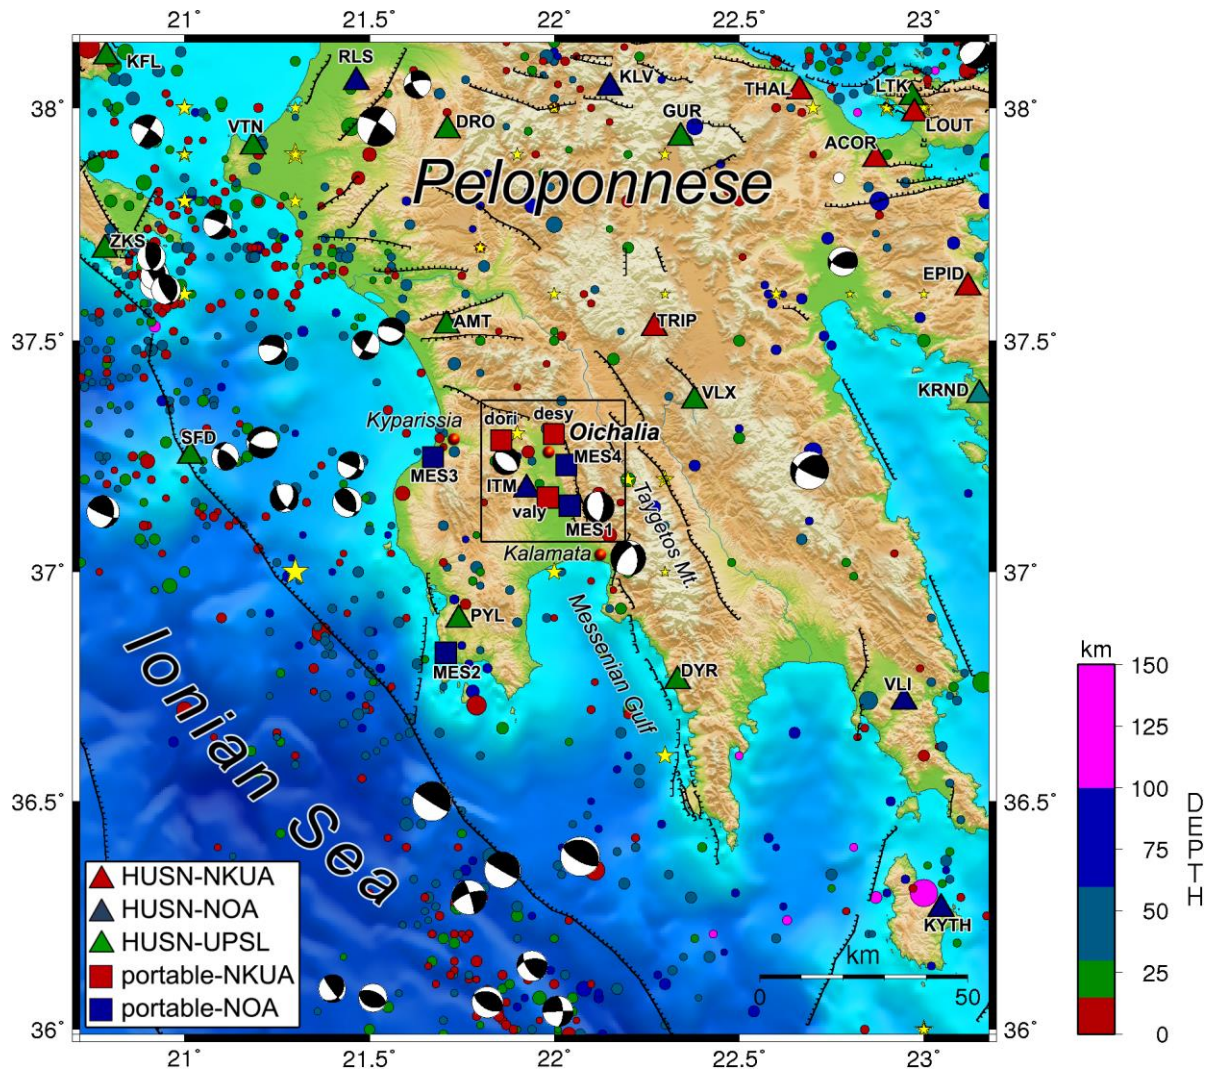 21° 21.5° 22° 22.5° 23°
KFL
RLS
KLV
THAL
LTK
38° 38°
LOUT
GUR
DRO
VTN
ACOR
Peloponnese
ZKS
EPID
AMT
TRIP
37.5° 37.5°
VLX
KRND
Kyparissia
dori
desy
Oichalia
SFD
MES3
MES4
ITM
valy
MES1
Taygetos Mt.
Kalamata
37° 37°
PYL
Messenian Gulf
MES2
DYR
VLI
Ionian Sea
36.5° 36.5°
KYTH
36° 36°
HUSN-NKUA
HUSN-NOA
HUSN-UPSL
portable-NKUA
portable-NOA
km
0 50
21° 21.5° 22° 22.5° 23°
km
150
125
100
75
50
25
0
DEPTH